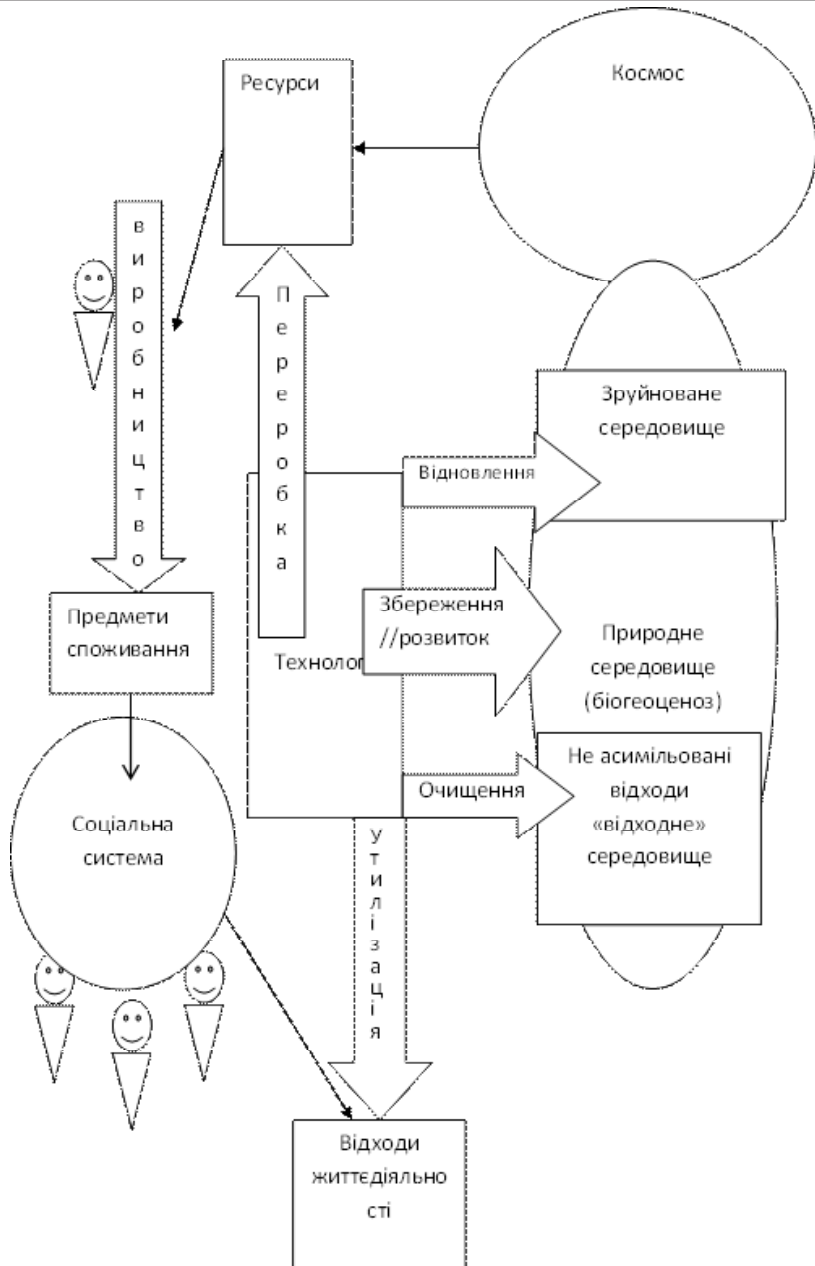 Ресурси
Космос
виробництво
Переробка
Зруйноване
середовище
Відновлення
Предмети
споживання
Збереження
//розвиток
Технолог
Природне
середовище
(біогеоценоз)
Не асимільовані
відходи
«відходне»
середовище
Очищення
Соціальна
система
Утилізація
Відходи
життєдіяльно
сті